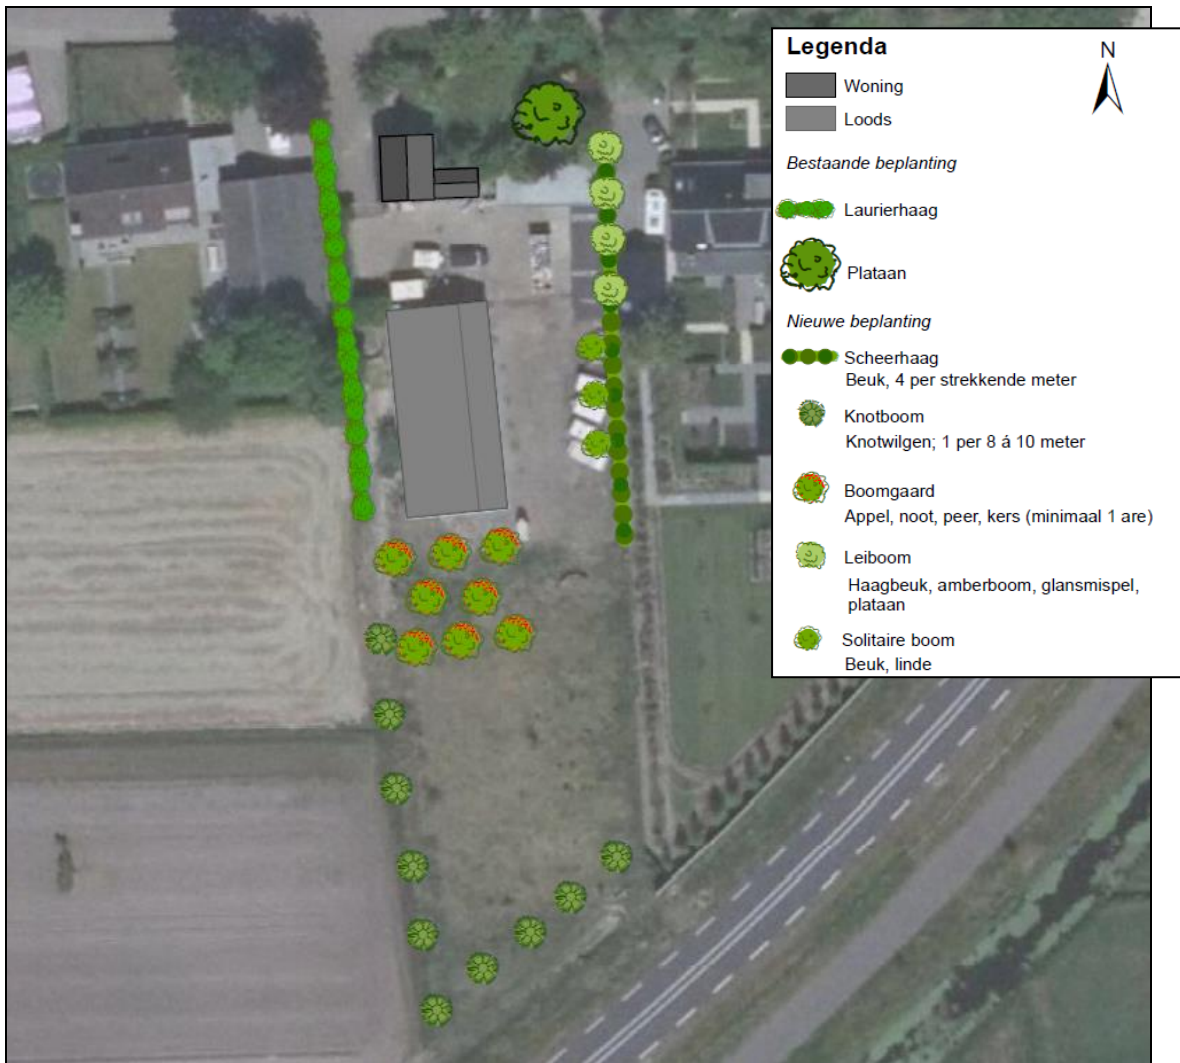 Legenda
N
Woning
Loods
Bestaande beplanting
Laurierhaag
Plataan
Nieuwe beplanting
Scheerhaag
Beuk, 4 per strekkende meter
Knotboom
Knotwilgen; 1 per 8 á 10 meter
Boomgaard
Appel, noot, peer, kers (minimaal 1 are)
Leiboom
Haagbeuk, amberboom, glansmispel,
plataan
Solitaire boom
Beuk, linde